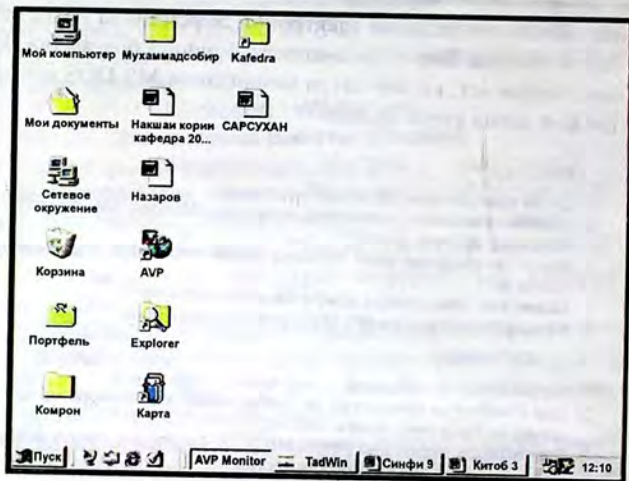 Мой компьютер Мухаммадсобир Kafedra
Мои документы Накшаи кории САРСУХАН
кафедра 20...
Сетевое Назаров
окружение
Корзина AVP
Портфель Explorer
Комрон Карта
Пуск AVP Monitor TadWin Синфи 9 Китоб 3 12:10